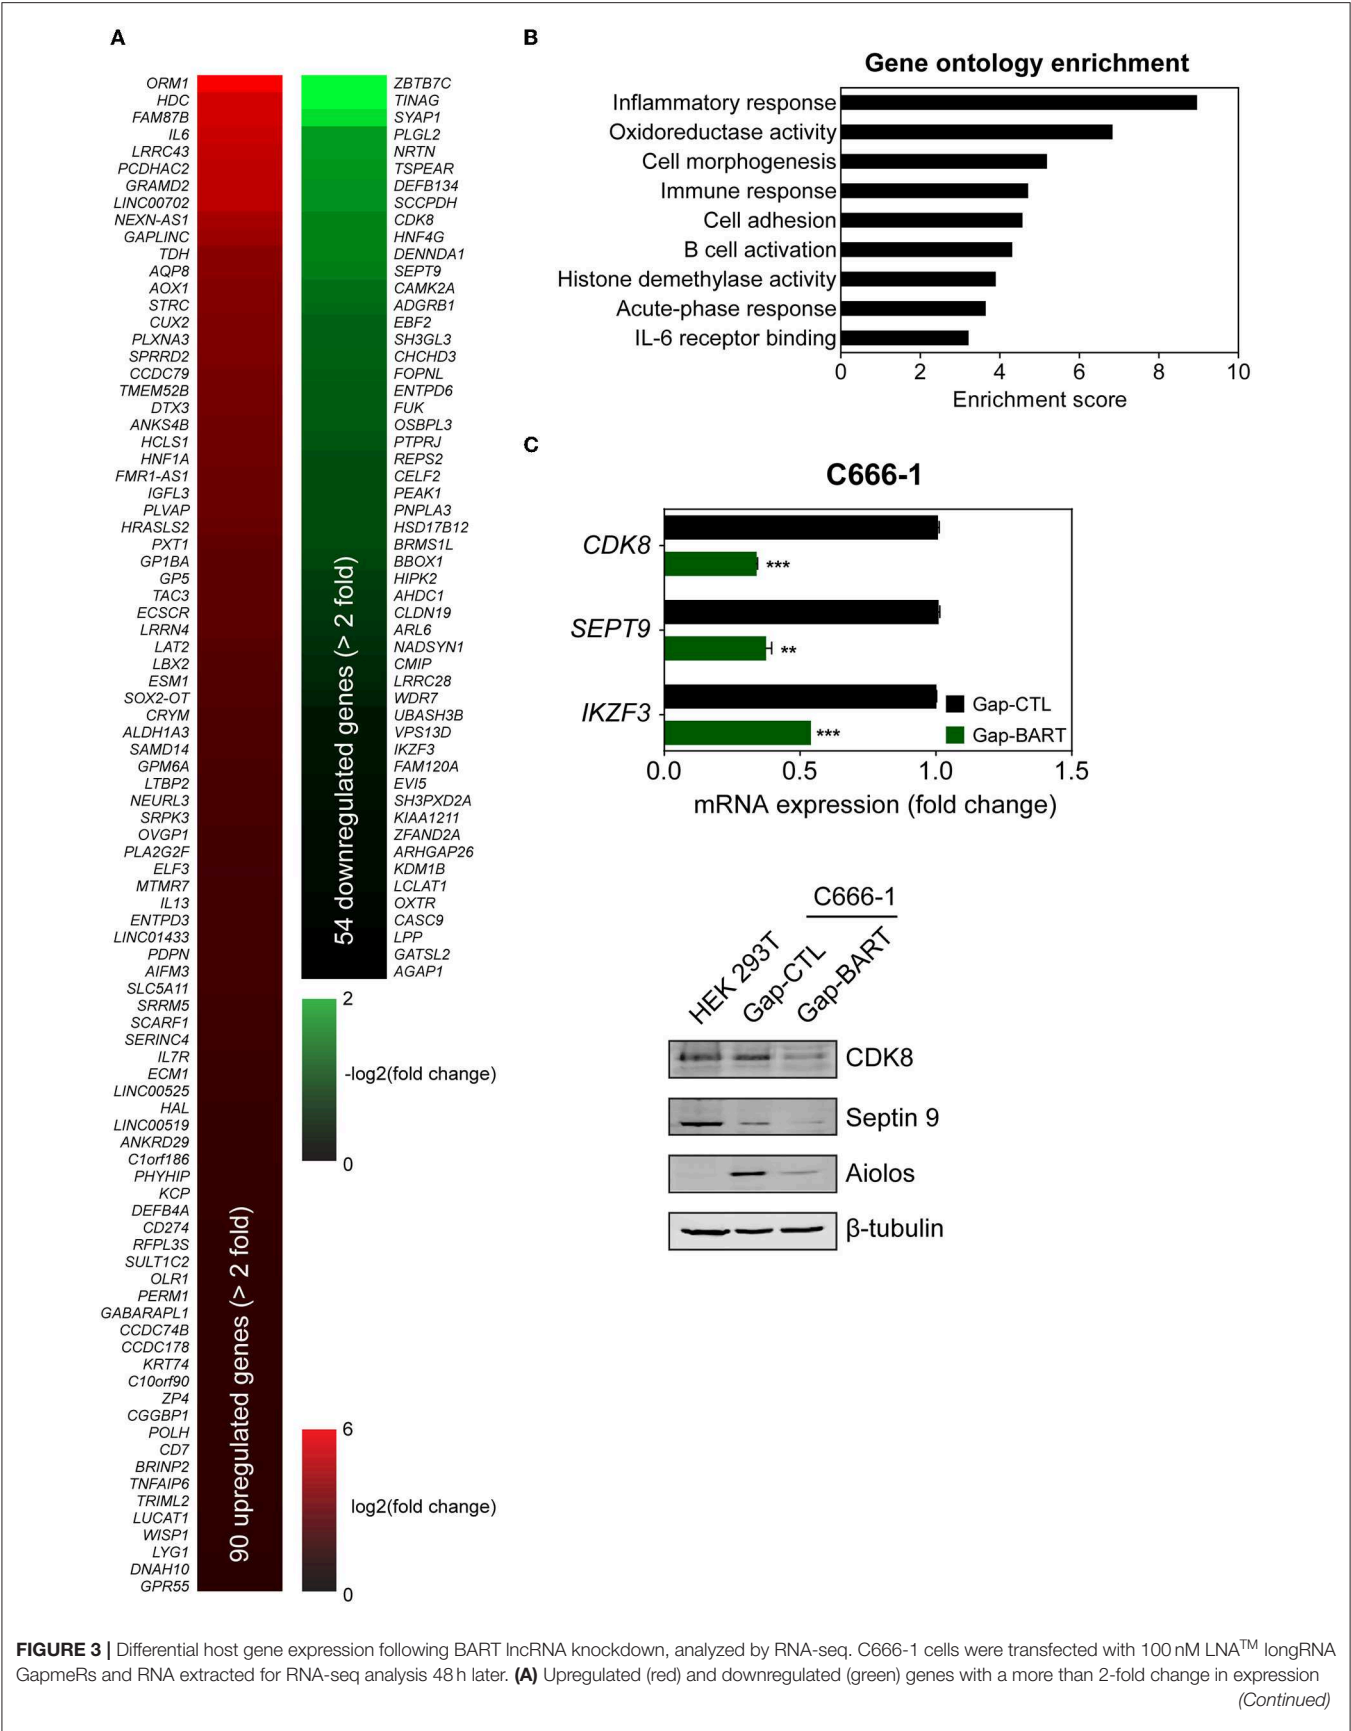 A
ORM1
HDC
FAM87B
IL6
LRRC43
PCDHAC2
GRAMD2
LINC00702
NEXN-AS1
GAPLINC
TDH
AQP8
AOX1
STRC
CUX2
PLXNA3
SPRRD2
CCDC79
TMEM52B
DTX3
ANKS4B
HCLS1
HNF1A
FMR1-AS1
IGFL3
PLVAP
HRASLS2
PXT1
GP1BA
GP5
TAC3
ECSCR
LRRN4
LAT2
LBX2
ESM1
SOX2-OT
CRYM
ALDH1A3
SAMD14
GPM6A
LTBP2
NEURL3
SRPK3
OVGP1
PLA2G2F
ELF3
MTMR7
IL13
ENTPD3
LINC01433
PDPN
AIFM3
SLC5A11
SRRM5
SCARF1
SERINC4
IL7R
ECM1
LINC00525
HAL
LINC00519
ANKRD29
C1orf186
PHYHIP
KCP
DEFB4A
CD274
RFPL3S
SULT1C2
OLR1
PERM1
GABARAPL1
CCDC74B
CCDC178
KRT74
C10orf90
ZP4
CGGBP1
POLH
CD7
BRINP2
TNFAIP6
TRIML2
LUCAT1
WISP1
LYG1
DNAH10
GPR55
90 upregulated genes (> 2 fold)
54 downregulated genes (> 2 fold)
ZBTB7C
TINAG
SYAP1
PLGL2
NRTN
TSPEAR
DEFB134
SCCPDH
CDK8
HNF4G
DENNDA1
SEPT9
CAMK2A
ADGRB1
EBF2
SH3GL3
CHCHD3
FOPNL
ENTPD6
FUK
OSBPL3
PTPRJ
REPS2
CELF2
PEAK1
PNPLA3
HSD17B12
BRMS1L
BBOX1
HIPK2
AHDC1
CLDN19
ARL6
NADSYN1
CMIP
LRRC28
WDR7
UBASH3B
VPS13D
IKZF3
FAM120A
EVI5
SH3PXD2A
KIAA1211
ZFAND2A
ARHGAP26
KDM1B
LCLAT1
OXTR
CASC9
LPP
GATSL2
AGAP1
2
-log2(fold change)
0
6
log2(fold change)
0
B
Gene ontology enrichment
Inflammatory response
Oxidoreductase activity
Cell morphogenesis
Immune response
Cell adhesion
B cell activation
Histone demethylase activity
Acute-phase response
IL-6 receptor binding
0 2 4 6 8 10
Enrichment score
C
C666-1
CDK8
***
SEPT9
**
IKZF3
***
Gap-CTL
Gap-BART
0.0 0.5 1.0 1.5
mRNA expression (fold change)
C666-1
HEK 293T
Gap-CTL
Gap-BART
CDK8
Septin 9
Aiolos
β-tubulin
FIGURE 3 | Differential host gene expression following BART lncRNA knockdown, analyzed by RNA-seq. C666-1 cells were transfected with 100 nM LNA™ longRNA
GapmeRs and RNA extracted for RNA-seq analysis 48 h later. (A) Upregulated (red) and downregulated (green) genes with a more than 2-fold change in expression
(Continued)